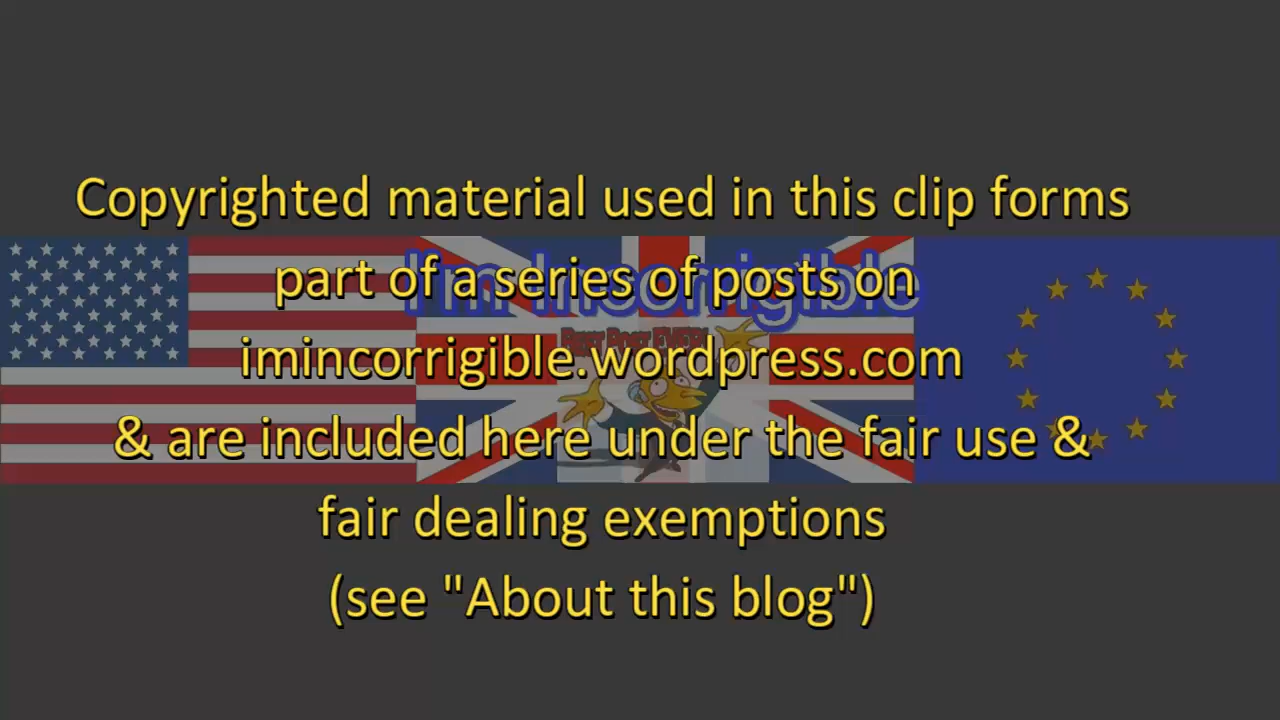 Copyrighted material used in this clip forms
I'm Incorrigible
part of a series of posts on
imincorrigible.wordpress.com
& are included here under the fair use &
fair dealing exemptions
(see "About this blog")